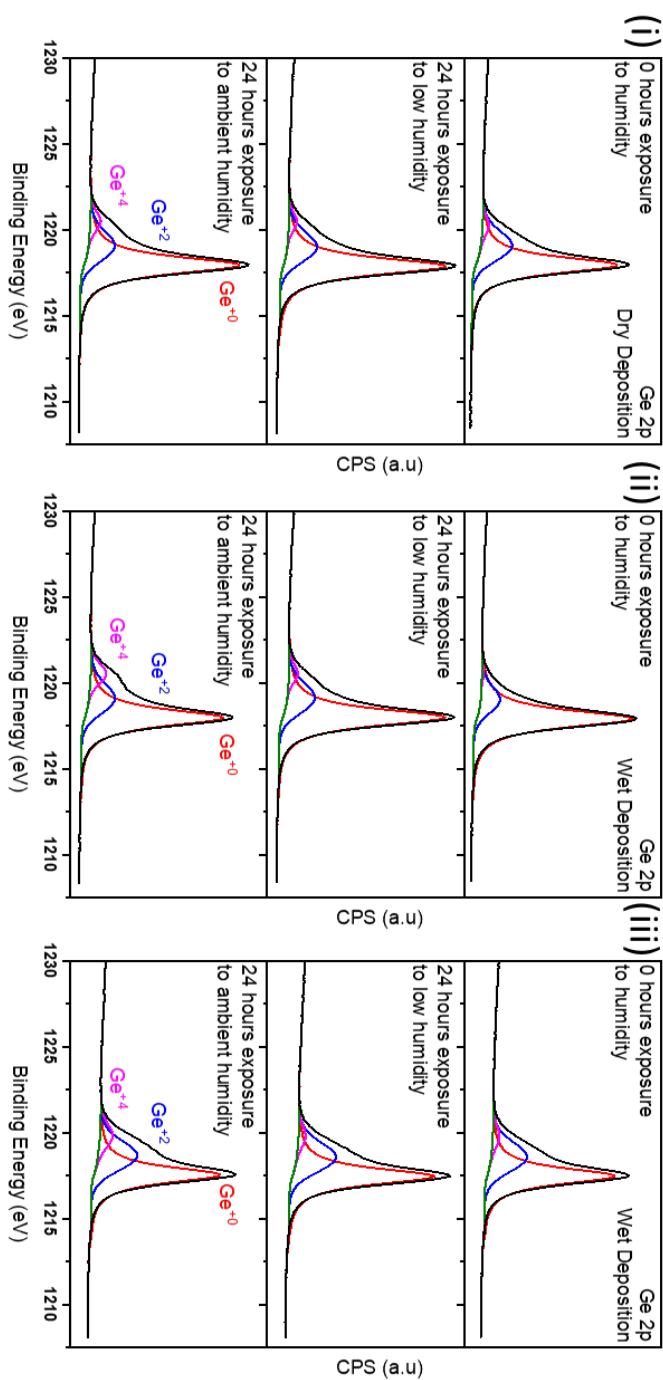 (i)
0 hours exposure
to humidity
Ge 2p
Dry Deposition
24 hours exposure
to low humidity
24 hours exposure
to ambient humidity
Ge+4
Ge+2
Ge+0
1230
1225
1220
1215
1210
Binding Energy (eV)
CPS (a.u)
(ii)
0 hours exposure
to humidity
Ge 2p
Wet Deposition
24 hours exposure
to low humidity
24 hours exposure
to ambient humidity
Ge+4
Ge+2
Ge+0
1230
1225
1220
1215
1210
Binding Energy (eV)
CPS (a.u)
(iii)
0 hours exposure
to humidity
Ge 2p
Wet Deposition
24 hours exposure
to low humidity
24 hours exposure
to ambient humidity
Ge+4
Ge+2
Ge+0
1230
1225
1220
1215
1210
Binding Energy (eV)
CPS (a.u)